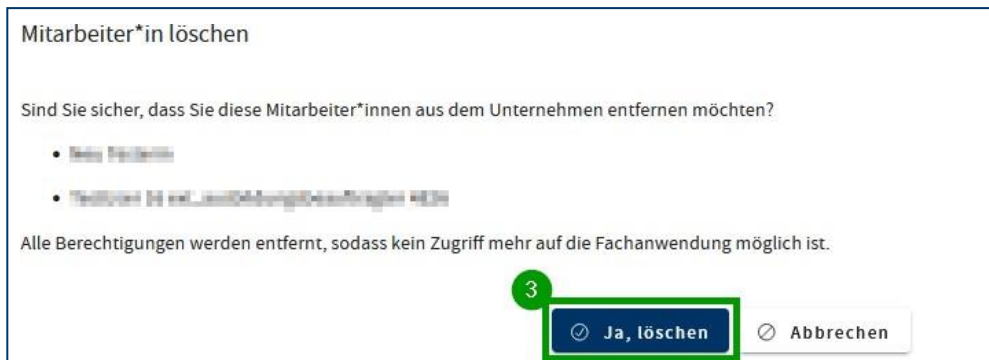 Mitarbeiter*in löschen
Sind Sie sicher, dass Sie diese Mitarbeiter*innen aus dem Unternehmen entfernen möchten?
Alle Berechtigungen werden entfernt, sodass kein Zugriff mehr auf die Fachanwendung möglich ist.
3
Ja, löschen
Abbrechen